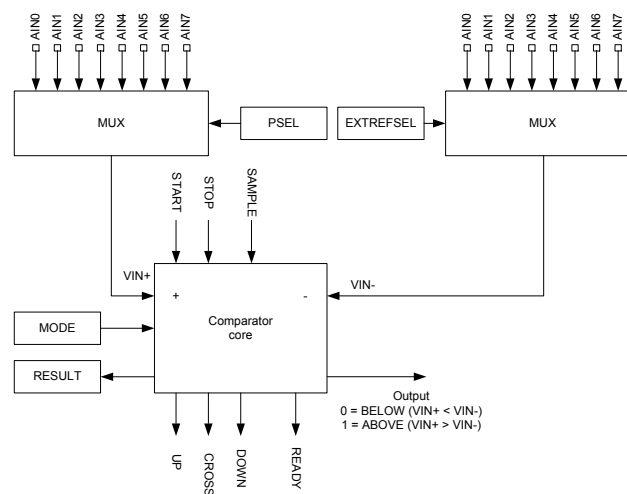 AIN0 AIN1 AIN2 AIN3 AIN4 AIN5 AIN6 AIN7
AIN0 AIN1 AIN2 AIN3 AIN4 AIN5 AIN6 AIN7
MUX
PSEL
EXTREFSEL
MUX
START
STOP
SAMPLE
VIN+
VIN-
+
-
MODE
Comparator
core
RESULT
Output
0 = BELOW (VIN+ < VIN-)
1 = ABOVE (VIN+ > VIN-)
UP
CROSS
DOWN
READY